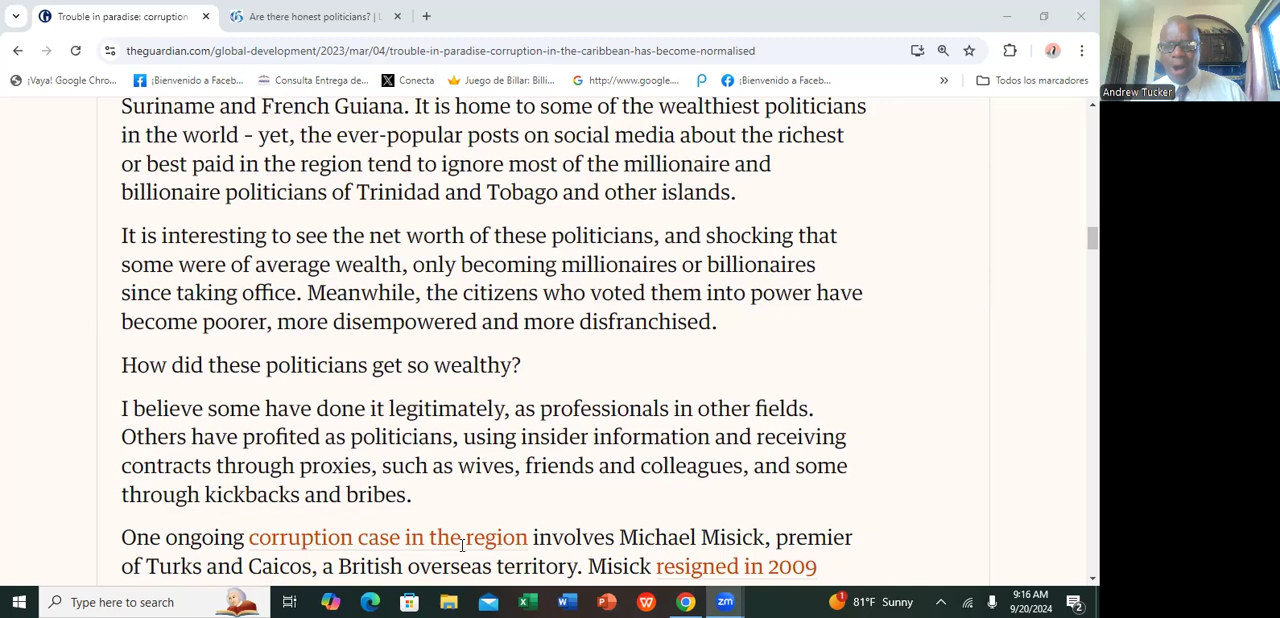 Trouble in paradise: corruption
Are there honest politicians? | L
theguardian.com/global-development/2023/mar/04/trouble-in-paradise-corruption-in-the-caribbean-has-become-normalised
¡Vaya! Google Chro...
¡Bienvenido a Faceb...
Consulta Entrega de...
Conecta
Juego de Billar: Billi...
http://www.google....
¡Bienvenido a Faceb...
»
Todos los marcadores
Andrew Tucker
Suriname and French Guiana. It is home to some of the wealthiest politicians
in the world – yet, the ever-popular posts on social media about the richest
or best paid in the region tend to ignore most of the millionaire and
billionaire politicians of Trinidad and Tobago and other islands.
It is interesting to see the net worth of these politicians, and shocking that
some were of average wealth, only becoming millionaires or billionaires
since taking office. Meanwhile, the citizens who voted them into power have
become poorer, more disempowered and more disfranchised.
How did these politicians get so wealthy?
I believe some have done it legitimately, as professionals in other fields.
Others have profited as politicians, using insider information and receiving
contracts through proxies, such as wives, friends and colleagues, and some
through kickbacks and bribes.
One ongoing corruption case in the region involves Michael Misick, premier
of Turks and Caicos, a British overseas territory. Misick resigned in 2009
Type here to search
zm
81°F Sunny
9:16 AM
9/20/2024
2